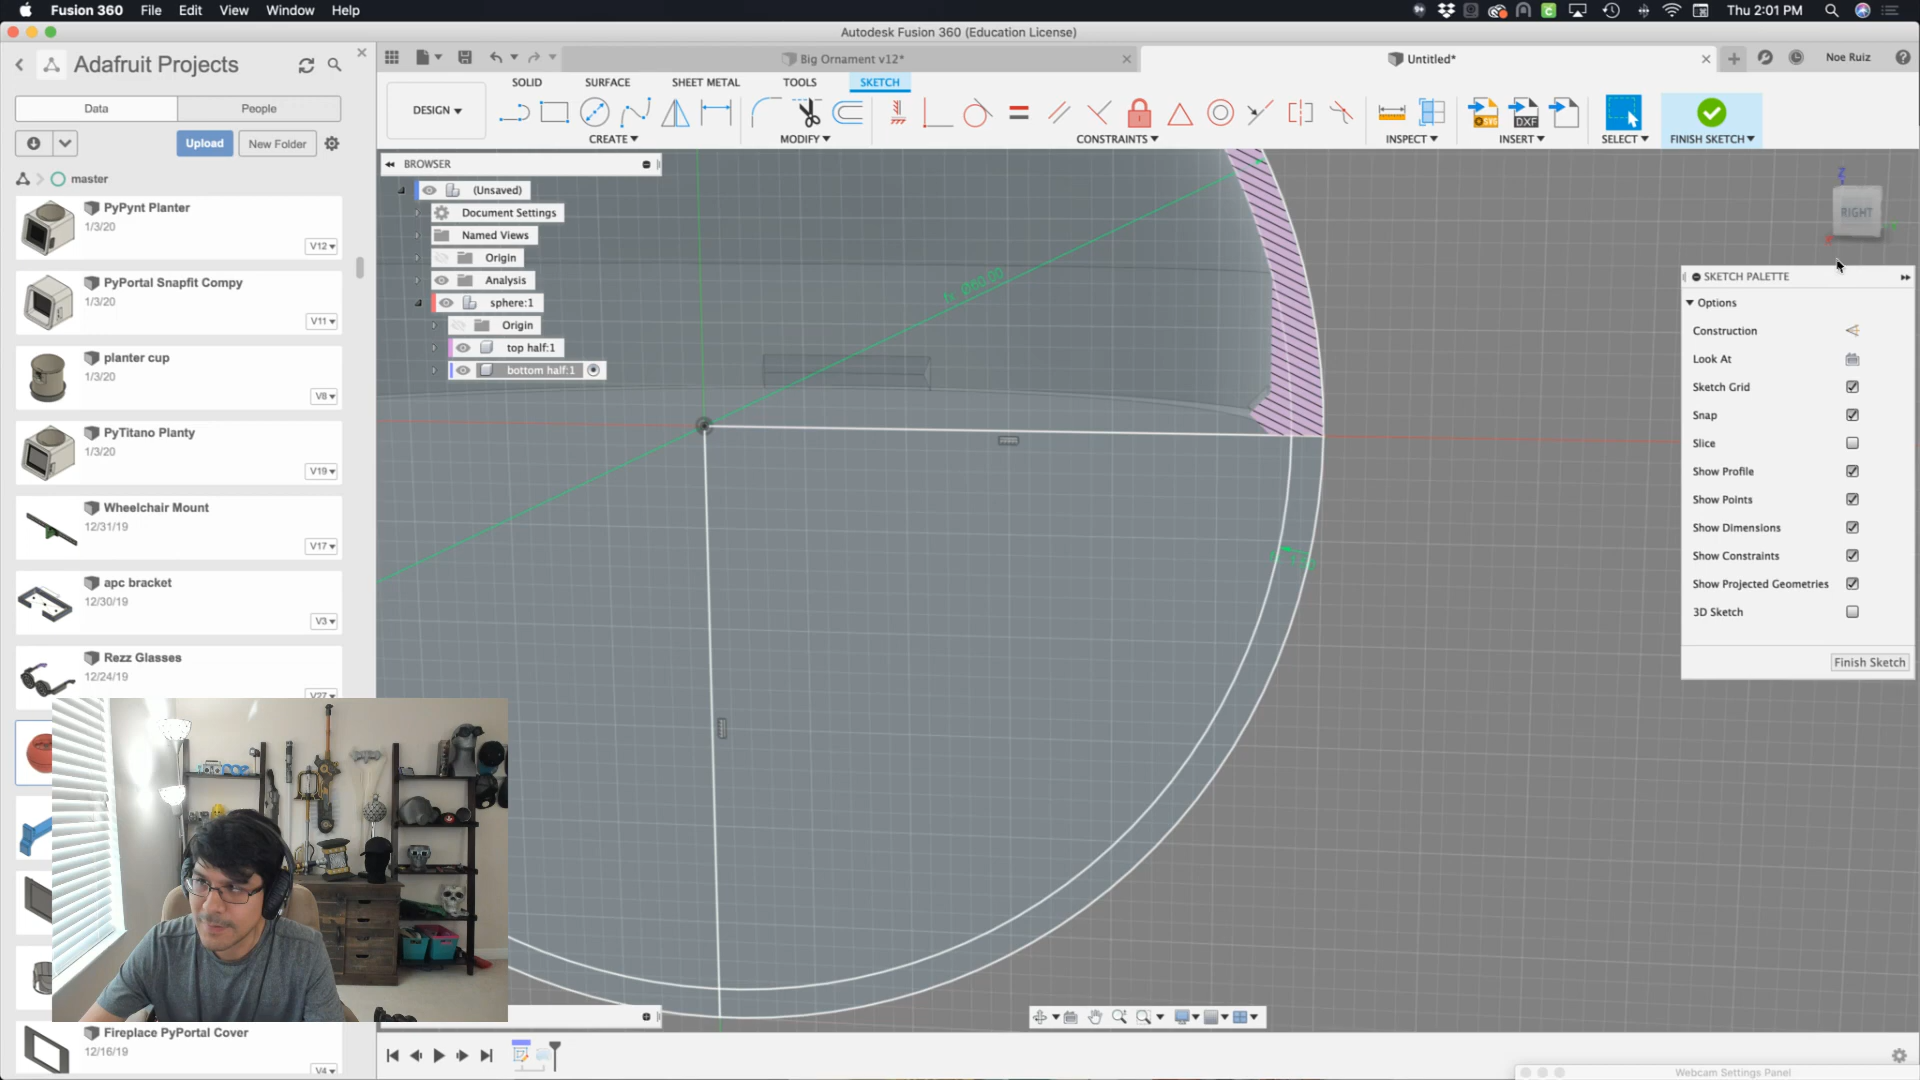 Fusion 360 File Edit View Window Help
Thu 2:01 PM
Autodesk Fusion 360 (Education License)
Adafruit Projects
Big Ornament v12*
Untitled*
Noe Ruiz
Data
People
Upload
New Folder
master
PyPynt Planter
1/3/20
V12
PyPortal Snapfit Compy
1/3/20
V11
planter cup
1/3/20
V8
PyTitano Planty
1/3/20
V19
Wheelchair Mount
12/31/19
V17
apc bracket
12/30/19
V3
Rezz Glasses
12/24/19
V27
Fireplace PyPortal Cover
12/16/19
V4
DESIGN
SOLID
SURFACE
SHEET METAL
TOOLS
SKETCH
CREATE
MODIFY
CONSTRAINTS
INSPECT
INSERT
SELECT
FINISH SKETCH
SVG
DXF
BROWSER
(Unsaved)
Document Settings
Named Views
Origin
Analysis
sphere:1
Origin
top half:1
bottom half:1
fx: Ø60.00
Z
RIGHT
SKETCH PALETTE
Options
Construction
Look At
Sketch Grid
Snap
Slice
Show Profile
Show Points
Show Dimensions
Show Constraints
Show Projected Geometries
3D Sketch
Finish Sketch
Webcam Settings Panel